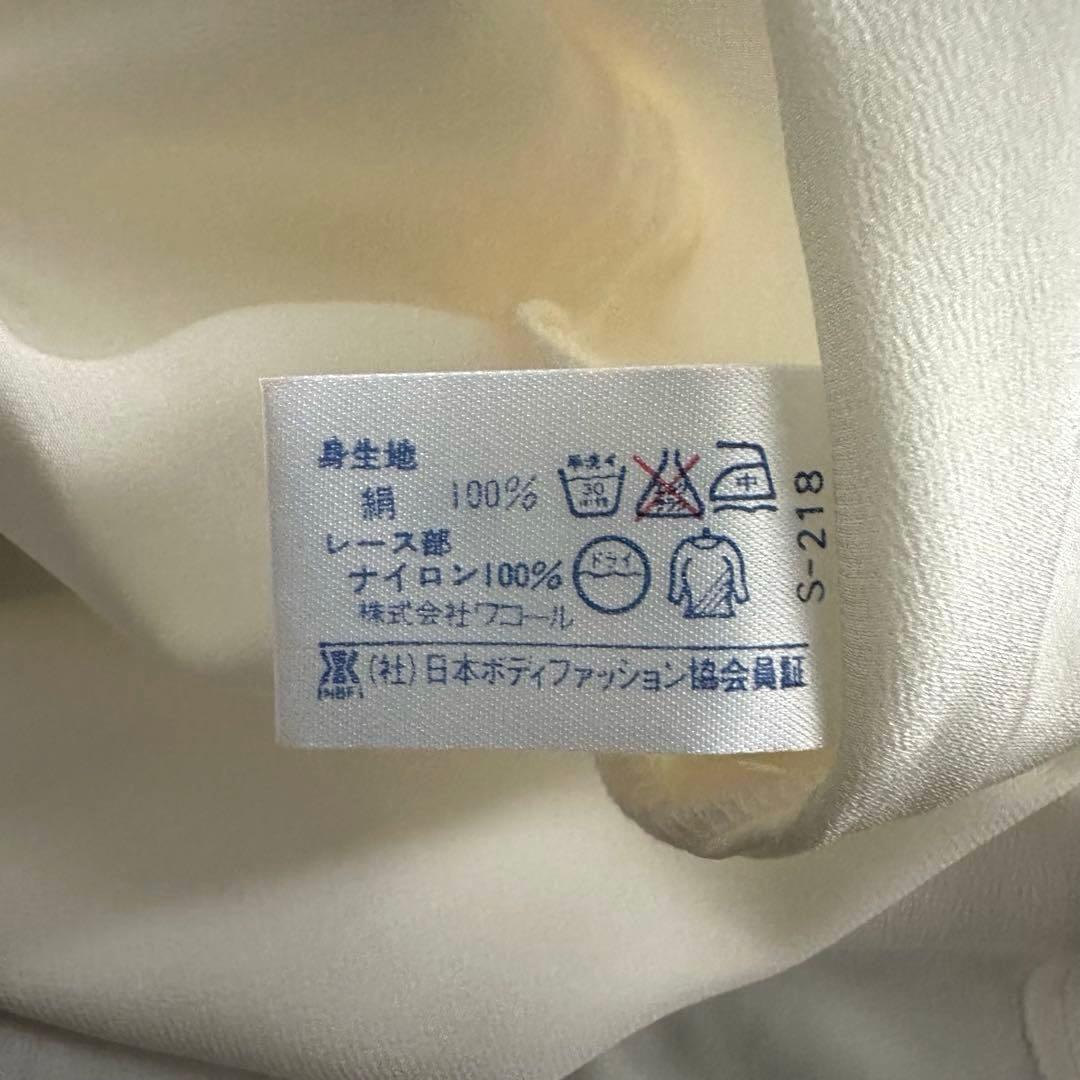 身生地
絹 100%
手洗イ
30
中性
中
レース部
ナイロン100%
ドライ
株式会社ワコール
NBF
(社)日本ボディファッション協会員証
S-218